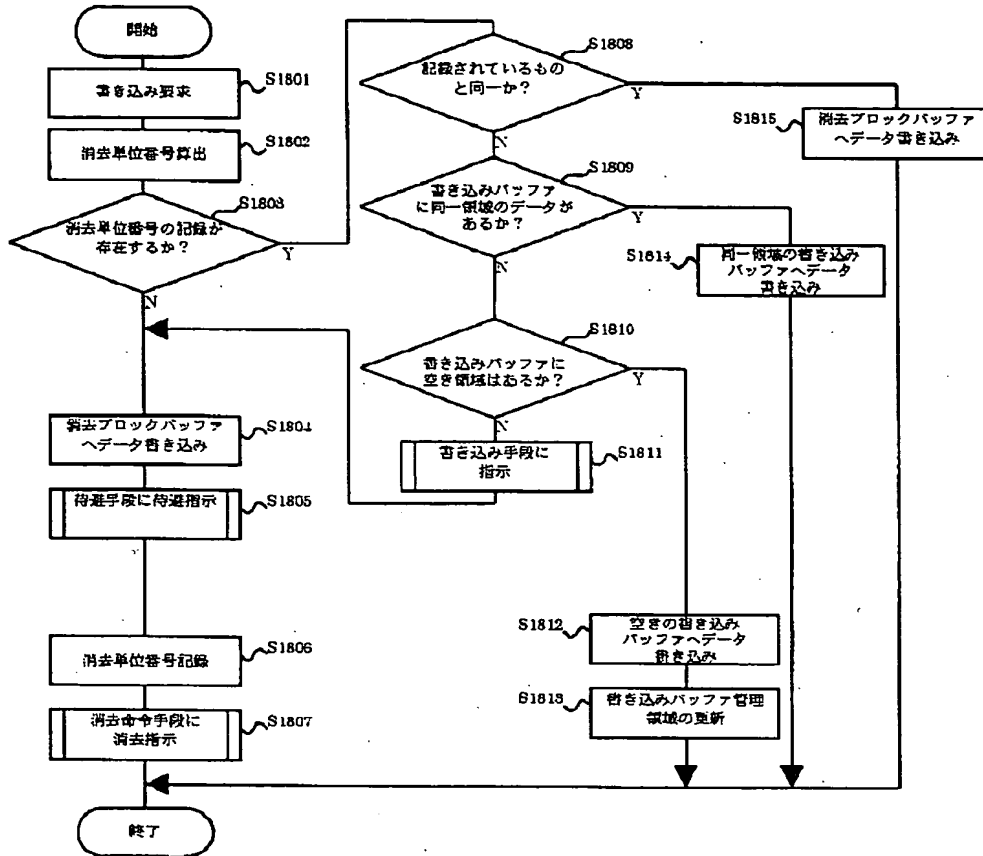 開始
S1801
書き込み要求
S1802
消去単位番号算出
S1803
消去単位番号の記録が
存在するか?
Y
N
S1804
消去ブロックバッファ
へデータ書き込み
S1805
待避手段に待避指示
S1806
消去単位番号記録
S1807
消去命令手段に
消去指示
終了
S1808
記録されているもの
と同一か?
Y
N
S1809
書き込みバッファ
に同一領域のデータが
あるか?
Y
N
S1810
書き込みバッファに
空き領域はあるか?
Y
N
S1811
書き込み手段に
指示
S1812
空きの書き込み
バッファへデータ
書き込み
S1813
書き込みバッファ管理
領域の更新
S1814
同一領域の書き込み
バッファへデータ
書き込み
S1815
消去ブロックバッファ
へデータ書き込み